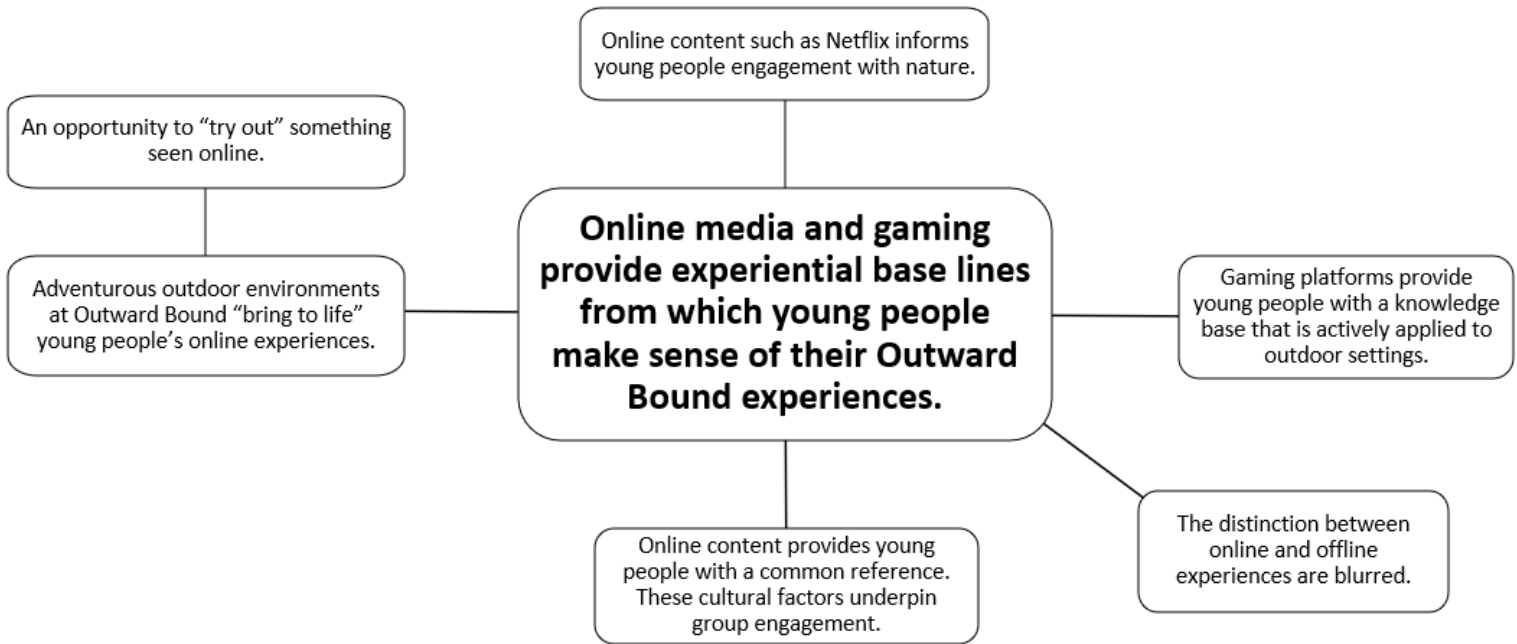 Online content such as Netflix informs
young people engagement with nature.
An opportunity to “try out” something
seen online.
Online media and gaming
provide experiential base lines
from which young people
make sense of their Outward
Bound experiences.
Adventurous outdoor environments
at Outward Bound “bring to life”
young people’s online experiences.
Gaming platforms provide
young people with a knowledge
base that is actively applied to
outdoor settings.
The distinction between
online and offline
experiences are blurred.
Online content provides young
people with a common reference.
These cultural factors underpin
group engagement.